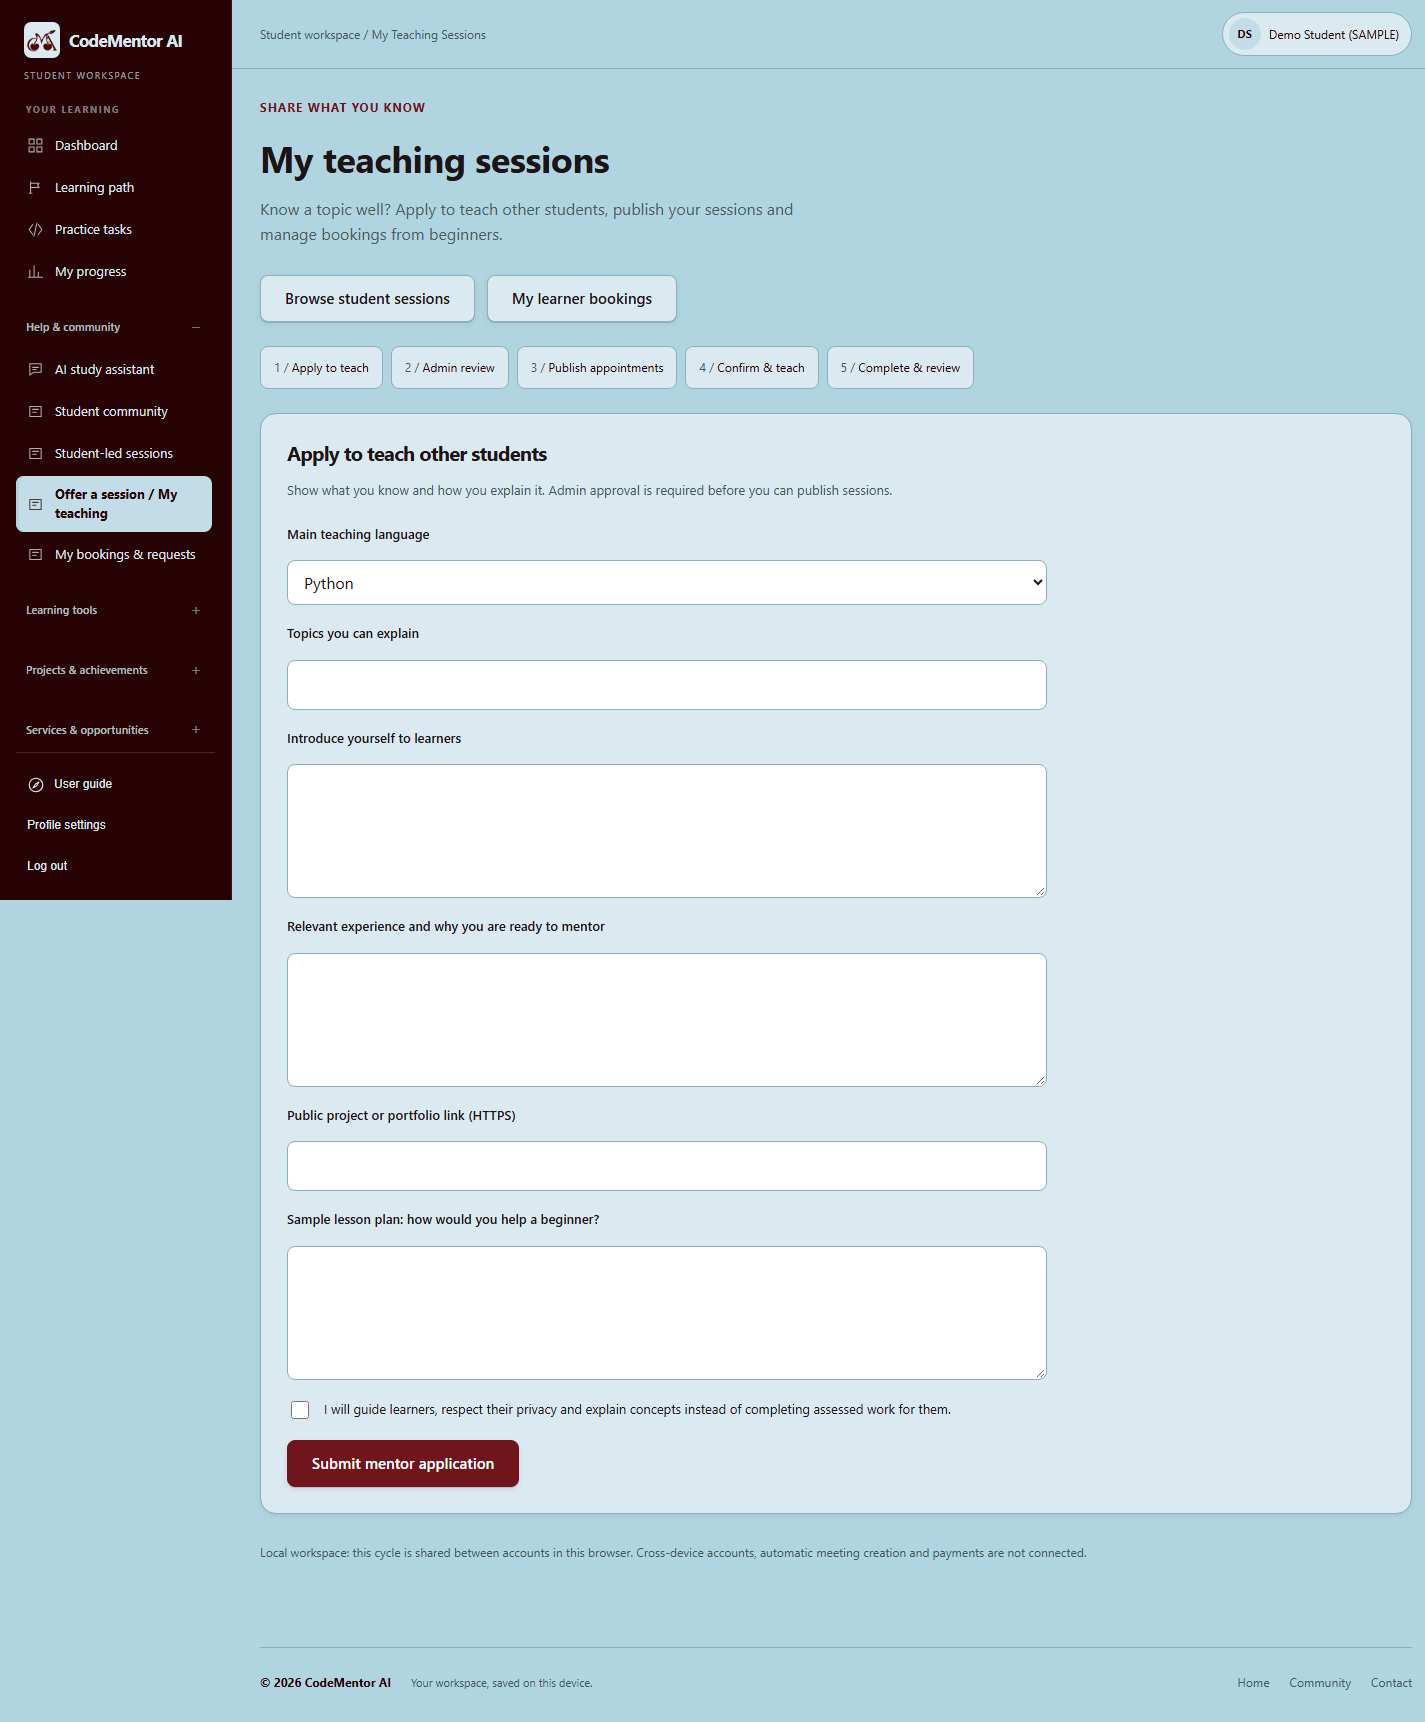 CodeMentor AI
STUDENT WORKSPACE
YOUR LEARNING
Dashboard
Learning path
Practice tasks
My progress
Help & community −
AI study assistant
Student community
Student-led sessions
Offer a session / My
teaching
My bookings & requests
Learning tools +
Projects & achievements +
Services & opportunities +
User guide
Profile settings
Log out
Student workspace / My Teaching Sessions
DS Demo Student (SAMPLE)
SHARE WHAT YOU KNOW
My teaching sessions
Know a topic well? Apply to teach other students, publish your sessions and
manage bookings from beginners.
Browse student sessions My learner bookings
1 / Apply to teach 2 / Admin review 3 / Publish appointments 4 / Confirm & teach 5 / Complete & review
Apply to teach other students
Show what you know and how you explain it. Admin approval is required before you can publish sessions.
Main teaching language
Python
Topics you can explain
Introduce yourself to learners
Relevant experience and why you are ready to mentor
Public project or portfolio link (HTTPS)
Sample lesson plan: how would you help a beginner?
I will guide learners, respect their privacy and explain concepts instead of completing assessed work for them.
Submit mentor application
Local workspace: this cycle is shared between accounts in this browser. Cross-device accounts, automatic meeting creation and payments are not connected.
© 2026 CodeMentor AI Your workspace, saved on this device. Home Community Contact